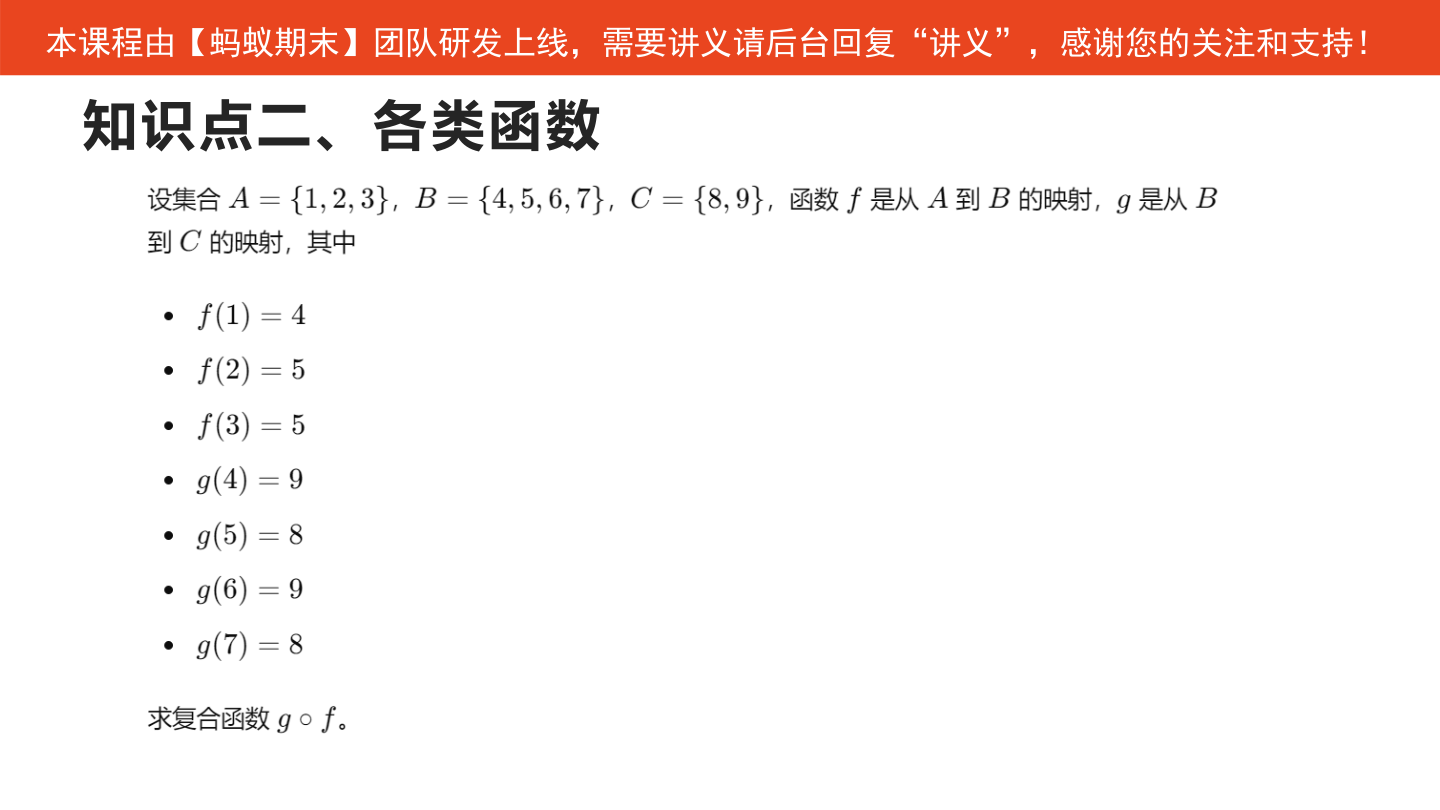 本课程由【蚂蚁期末】团队研发上线，需要讲义请后台回复“讲义”，感谢您的关注和支持！
知识点二、各类函数
设集合 A = {1, 2, 3}，B = {4, 5, 6, 7}，C = {8, 9}，函数 f 是从 A 到 B 的映射，g 是从 B
到 C 的映射，其中
• f(1) = 4
• f(2) = 5
• f(3) = 5
• g(4) = 9
• g(5) = 8
• g(6) = 9
• g(7) = 8
求复合函数 g ∘ f。